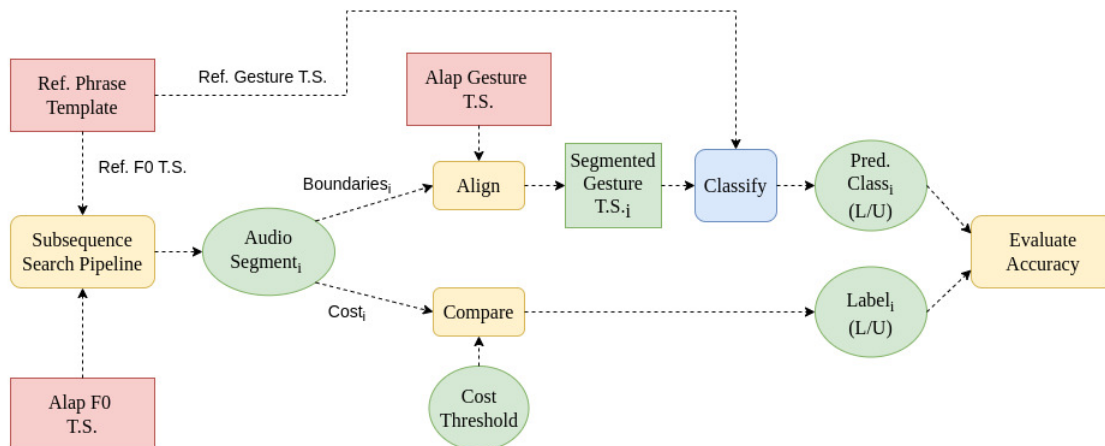 Ref. Phrase
Template
Ref. Gesture T.S.
Alap Gesture
T.S.
Ref. F0 T.S.
Boundariesᵢ
Align
Segmented
Gesture
T.S.ᵢ
Classify
Pred.
Classᵢ
(L/U)
Subsequence
Search Pipeline
Audio
Segmentᵢ
Evaluate
Accuracy
Costᵢ
Compare
Labelᵢ
(L/U)
Cost
Threshold
Alap F0
T.S.